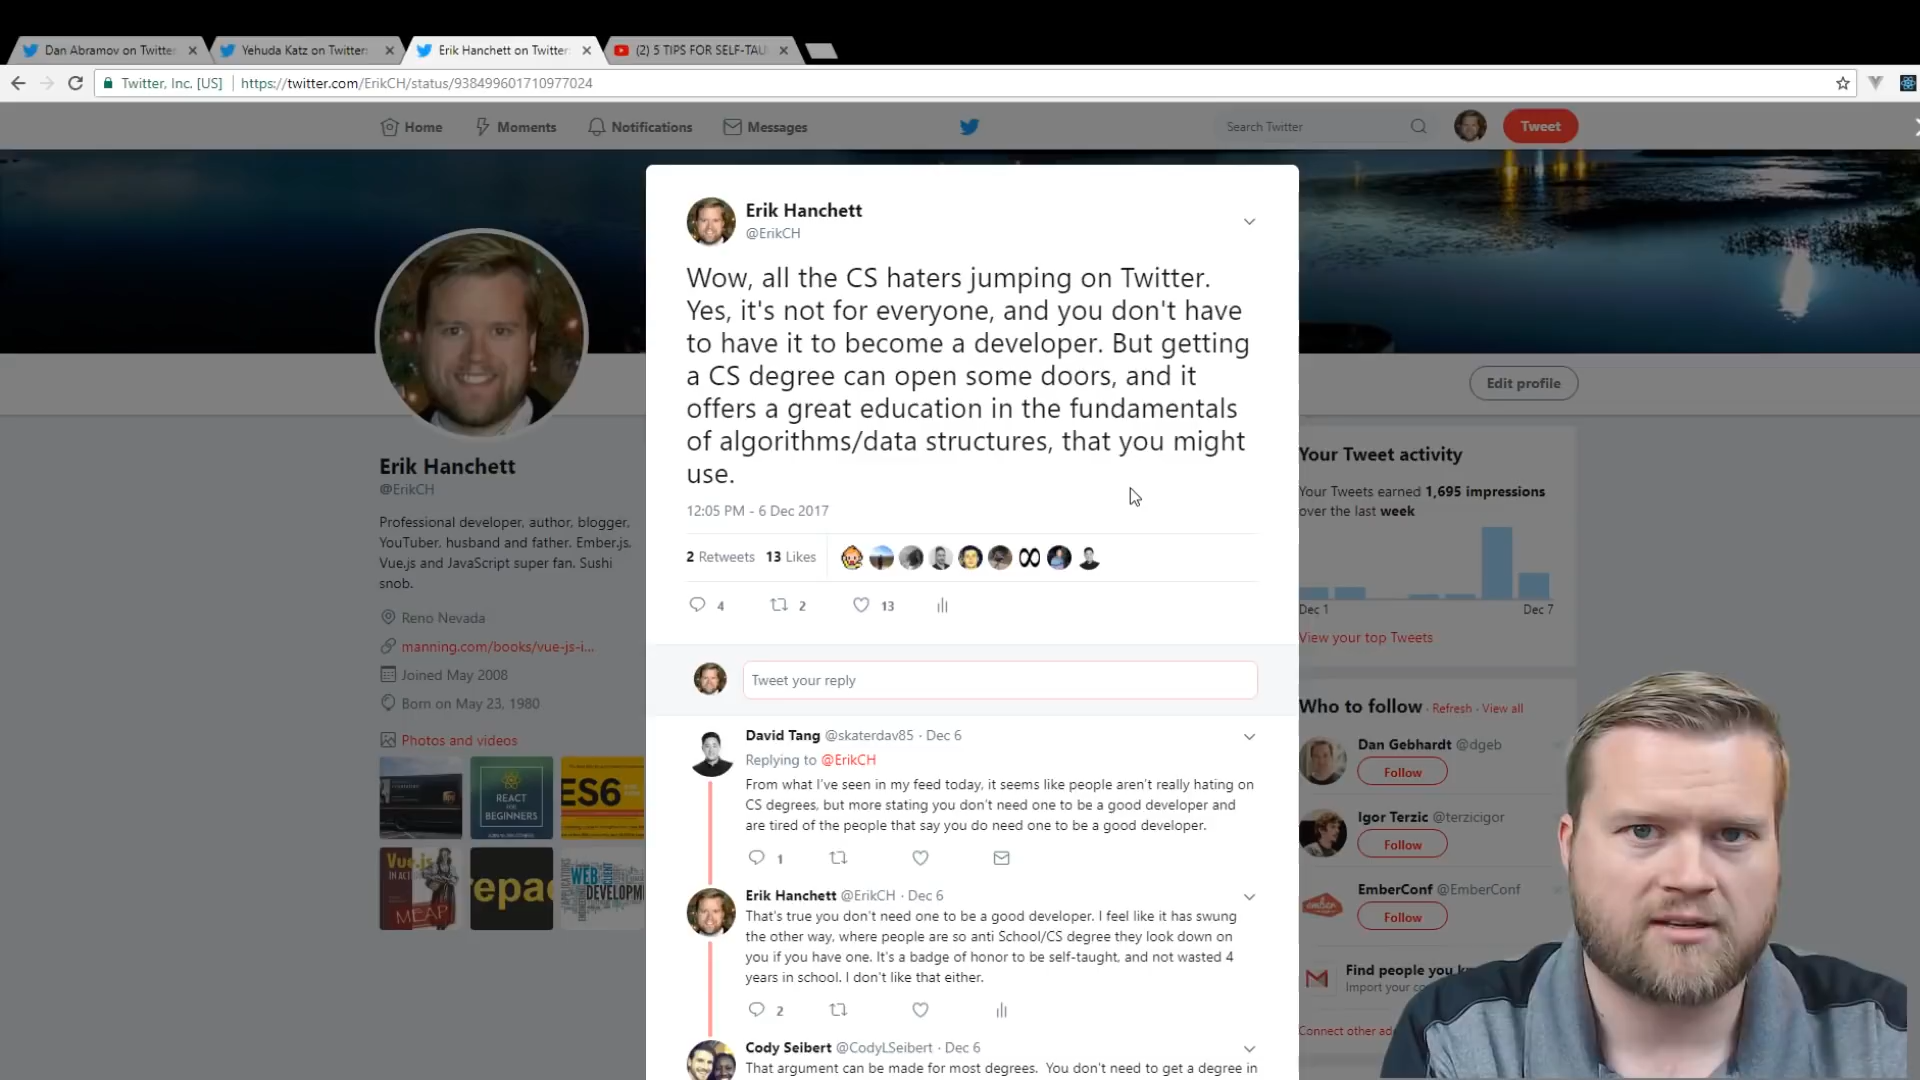 Dan Abramov on Twitter
Yehuda Katz on Twitter:
Erik Hanchett on Twitter:
(2) 5 TIPS FOR SELF-TAU
Twitter, Inc. [US]
https://twitter.com/ErikCH/status/938499601710977024
Home
Moments
Notifications
Messages
Search Twitter
Tweet
Erik Hanchett
@ErikCH
Wow, all the CS haters jumping on Twitter.
Yes, it's not for everyone, and you don't have
to have it to become a developer. But getting
a CS degree can open some doors, and it
offers a great education in the fundamentals
of algorithms/data structures, that you might
use.
12:05 PM - 6 Dec 2017
2 Retweets 13 Likes
4 2 13
Tweet your reply
David Tang @skaterdav85 · Dec 6
Replying to @ErikCH
From what I've seen in my feed today, it seems like people aren't really hating on
CS degrees, but more stating you don't need one to be a good developer and
are tired of the people that say you do need one to be a good developer.
1
Erik Hanchett @ErikCH · Dec 6
That's true you don't need one to be a good developer. I feel like it has swung
the other way, where people are so anti School/CS degree they look down on
you if you have one. It's a badge of honor to be self-taught, and not wasted 4
years in school. I don't like that either.
2
Cody Seibert @CodyLSeibert · Dec 6
That argument can be made for most degrees. You don't need to get a degree in
Erik Hanchett
@ErikCH
Professional developer, author, blogger,
YouTuber, husband and father. Ember.js,
Vue.js and JavaScript super fan. Sushi
snob.
Reno Nevada
manning.com/books/vue-js-i...
Joined May 2008
Born on May 23, 1980
Photos and videos
REACT
FOR
BEGINNERS
ES6
Vue.js
IN ACT
MEAP
epac
WEB
CLIENT
DEVELOPM
Edit profile
Your Tweet activity
Your Tweets earned 1,695 impressions
over the last week
Dec 1
Dec 7
View your top Tweets
Who to follow · Refresh · View all
Dan Gebhardt @dgeb
Follow
Igor Terzic @terzicigor
Follow
EmberConf @EmberConf
Follow
Find people you k
Import your co
Connect other ad